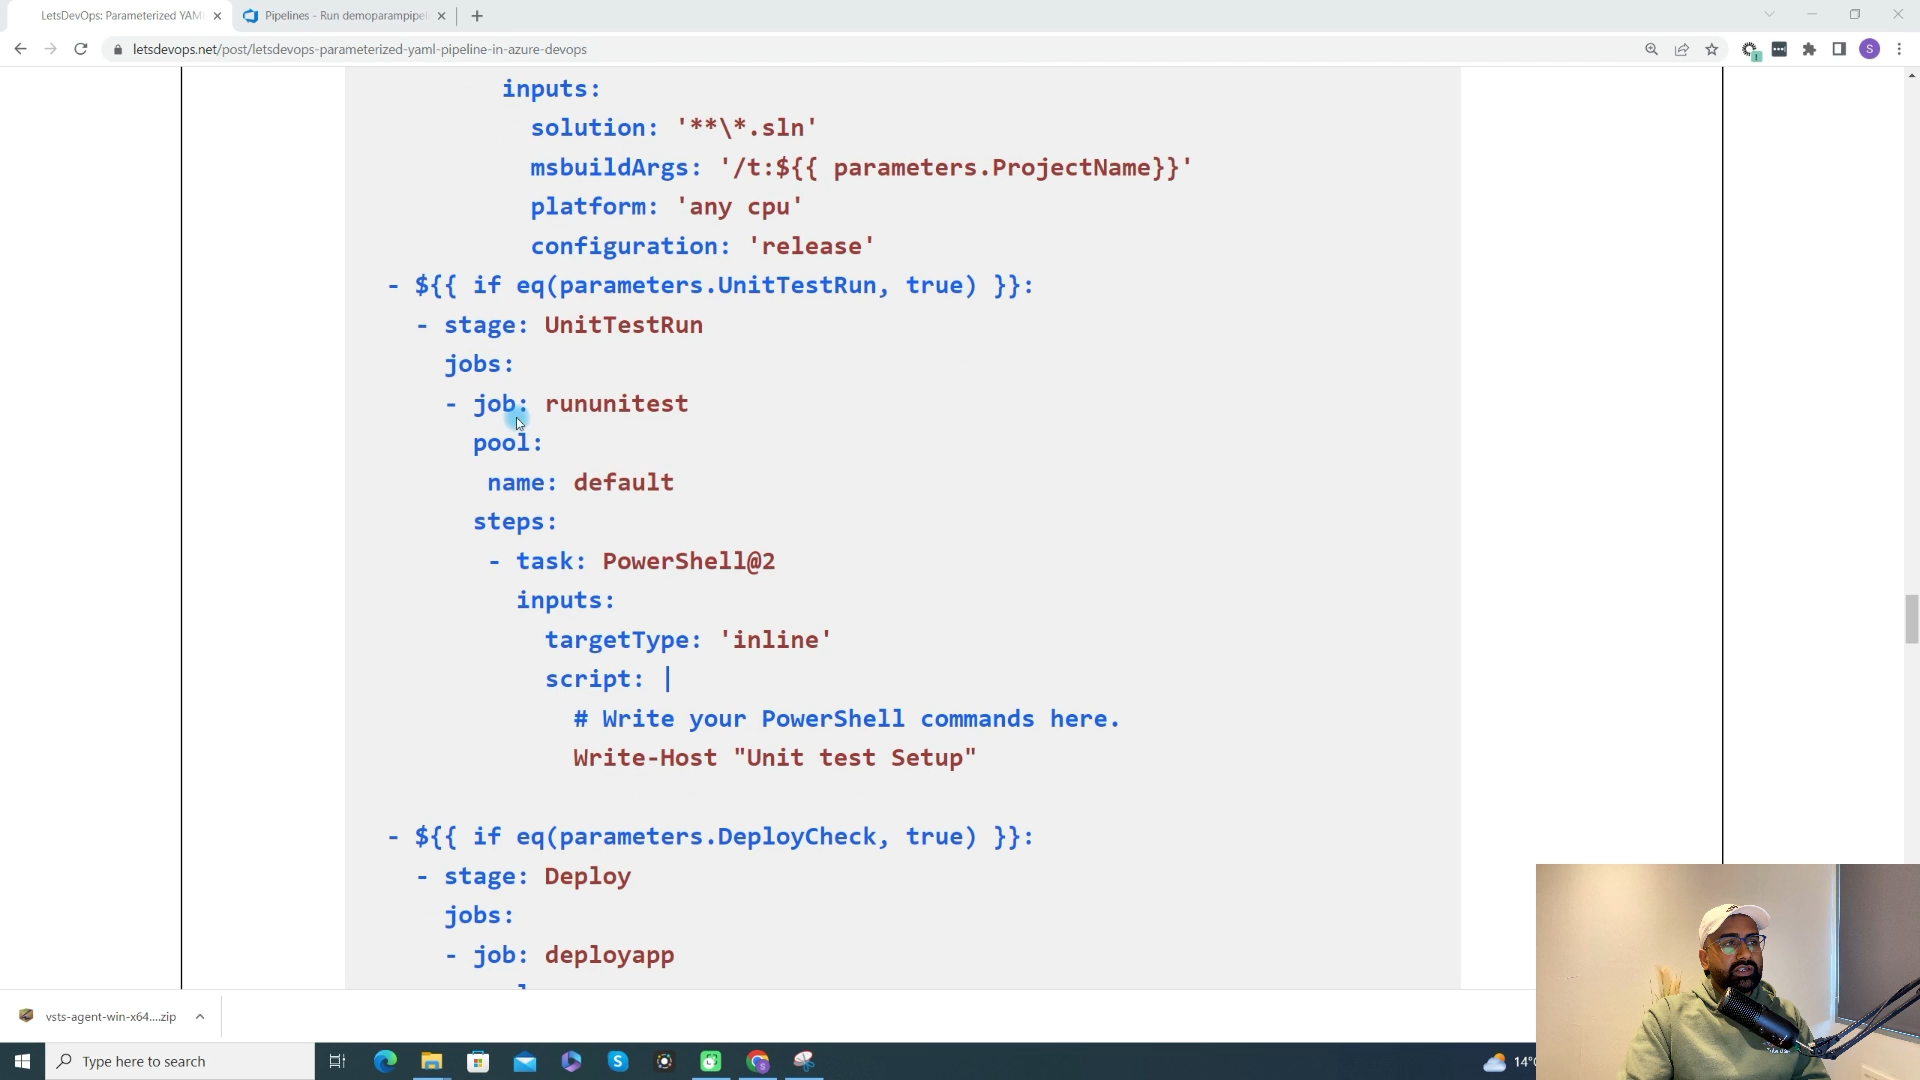 LetsDevOps: Parameterized YAM
Pipelines - Run demoparampipel
letsdevops.net/post/letsdevops-parameterized-yaml-pipeline-in-azure-devops
S
inputs:
solution: '**\*.sln'
msbuildArgs: '/t:${{ parameters.ProjectName}}'
platform: 'any cpu'
configuration: 'release'
- ${{ if eq(parameters.UnitTestRun, true) }}:
- stage: UnitTestRun
jobs:
- job: rununitest
pool:
name: default
steps:
- task: PowerShell@2
inputs:
targetType: 'inline'
script: |
# Write your PowerShell commands here.
Write-Host "Unit test Setup"
- ${{ if eq(parameters.DeployCheck, true) }}:
- stage: Deploy
jobs:
- job: deployapp
vsts-agent-win-x64....zip
Type here to search
14°